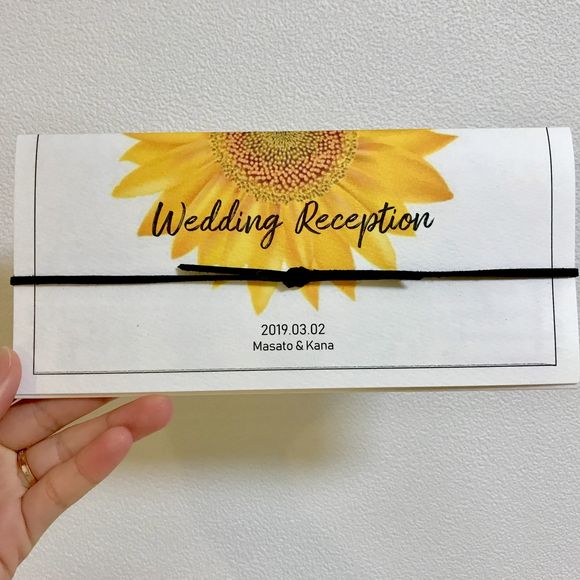 Wedding Reception
2019.03.02
Masato & Kana